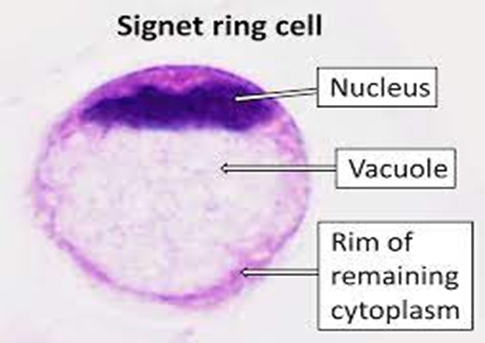 Signet ring cell
Nucleus
Vacuole
Rim of
remaining
cytoplasm